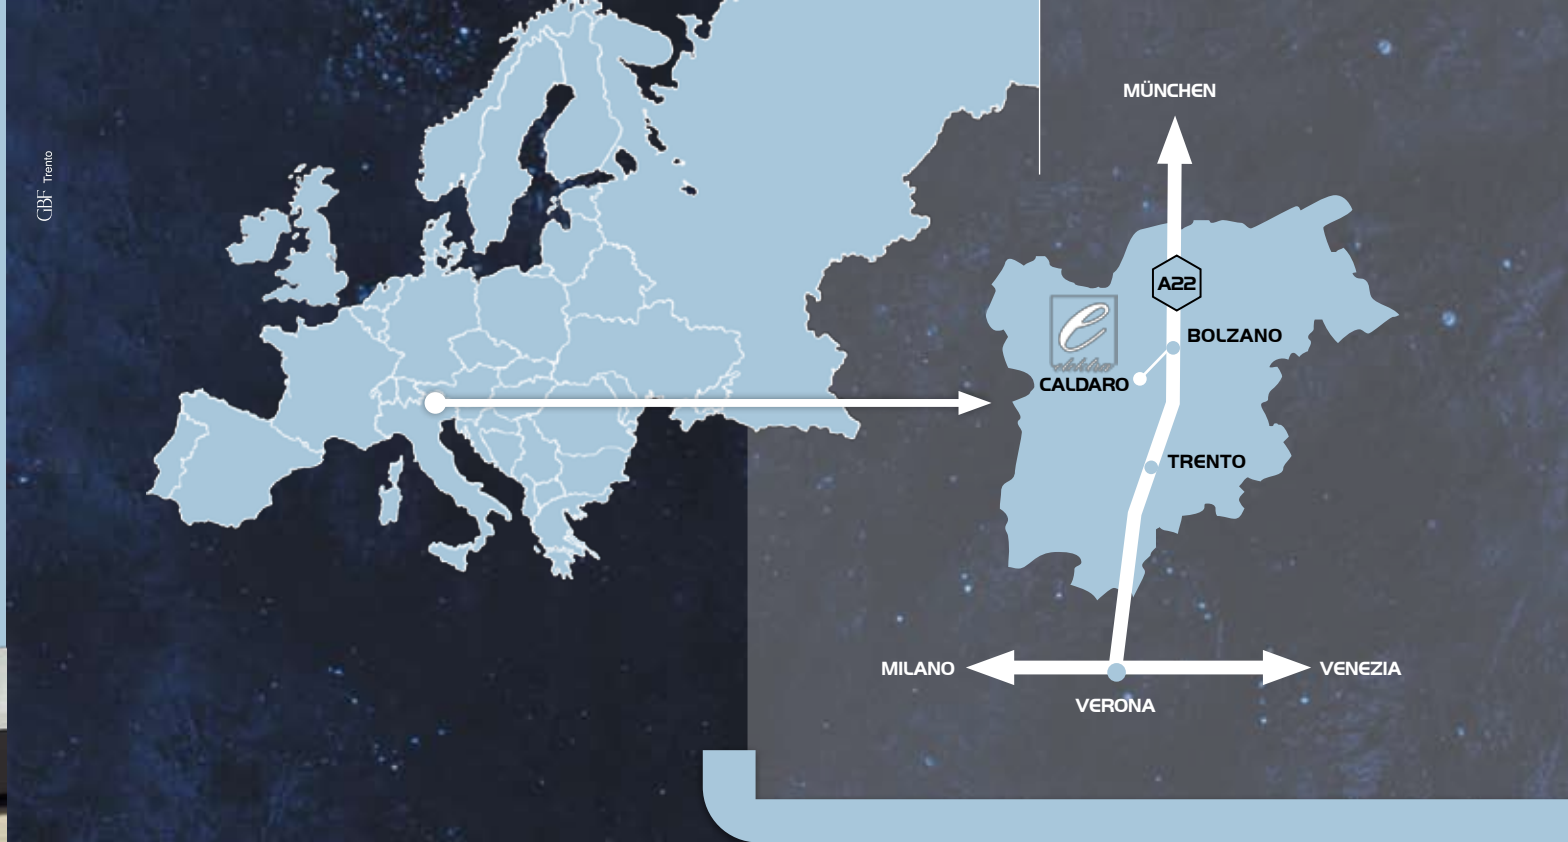 GBF Trento
MÜNCHEN
A22
BOLZANO
e
CALDARO
TRENTO
MILANO
VENEZIA
VERONA